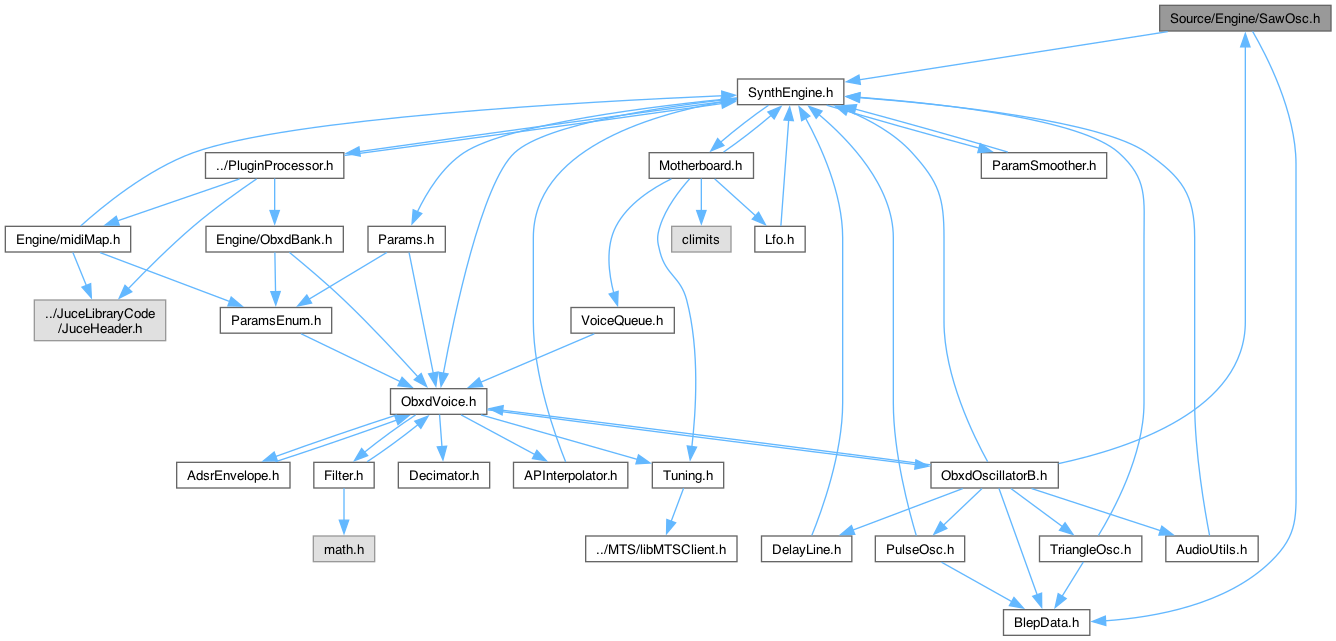 Source/Engine/SawOsc.h
SynthEngine.h
../PluginProcessor.h
Motherboard.h
ParamSmoother.h
Engine/midiMap.h
Engine/ObxdBank.h
Params.h
climits
Lfo.h
../JuceLibraryCode
/JuceHeader.h
ParamsEnum.h
VoiceQueue.h
ObxdVoice.h
AdsrEnvelope.h
Filter.h
Decimator.h
APInterpolator.h
Tuning.h
ObxdOscillatorB.h
math.h
../MTS/libMTSClient.h
DelayLine.h
PulseOsc.h
TriangleOsc.h
AudioUtils.h
BlepData.h